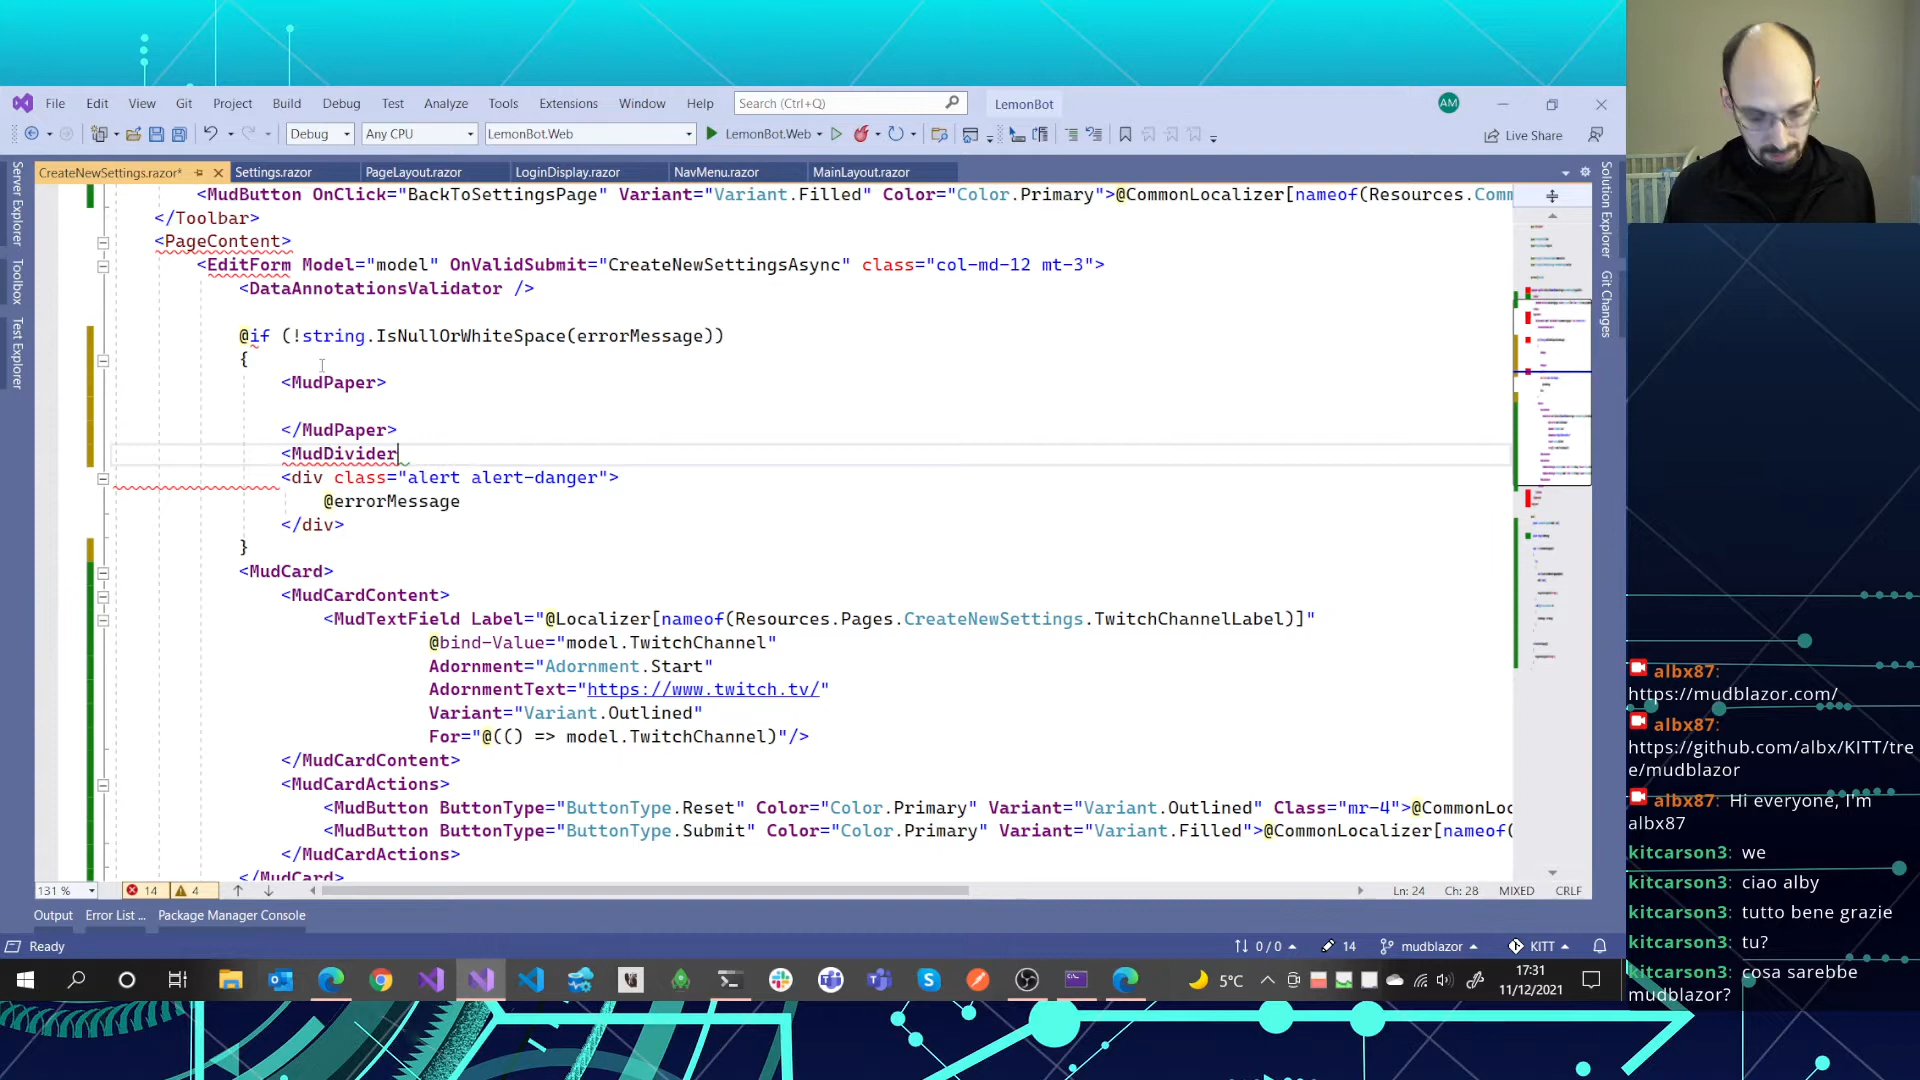 File Edit View Git Project Build Debug Test Analyze Tools Extensions Window Help Search (Ctrl+Q) LemonBot AM
Debug Any CPU LemonBot.Web LemonBot.Web Live Share
CreateNewSettings.razor* Settings.razor PageLayout.razor LoginDisplay.razor NavMenu.razor MainLayout.razor
Server Explorer
Toolbox
Test Explorer
Solution Explorer
Git Changes
<MudButton OnClick="BackToSettingsPage" Variant="Variant.Filled" Color="Color.Primary">@CommonLocalizer[nameof(Resources.Comm
</Toolbar>
<PageContent>
<EditForm Model="model" OnValidSubmit="CreateNewSettingsAsync" class="col-md-12 mt-3">
<DataAnnotationsValidator />
@if (!string.IsNullOrWhiteSpace(errorMessage))
{
<MudPaper>
</MudPaper>
<MudDivider
<div class="alert alert-danger">
@errorMessage
</div>
}
<MudCard>
<MudCardContent>
<MudTextField Label="@Localizer[nameof(Resources.Pages.CreateNewSettings.TwitchChannelLabel)]"
@bind-Value="model.TwitchChannel"
Adornment="Adornment.Start"
AdornmentText="https://www.twitch.tv/"
Variant="Variant.Outlined"
For="@(() => model.TwitchChannel)"/>
</MudCardContent>
<MudCardActions>
<MudButton ButtonType="ButtonType.Reset" Color="Color.Primary" Variant="Variant.Outlined" Class="mr-4">@CommonLoc
<MudButton ButtonType="ButtonType.Submit" Color="Color.Primary" Variant="Variant.Filled">@CommonLocalizer[nameof(
</MudCardActions>
</MudCard>
131 % 14 4 Ln: 24 Ch: 28 MIXED CRLF
Output Error List ... Package Manager Console
Ready 0 / 0 14 mudblazor KITT
5°C 17:31
11/12/2021
albx87:
https://mudblazor.com/
albx87:
https://github.com/albx/KITT/tre
e/mudblazor
albx87: Hi everyone, I'm
albx87
kitcarson3: we
kitcarson3: ciao alby
kitcarson3: tutto bene grazie
kitcarson3: tu?
kitcarson3: cosa sarebbe
mudblazor?